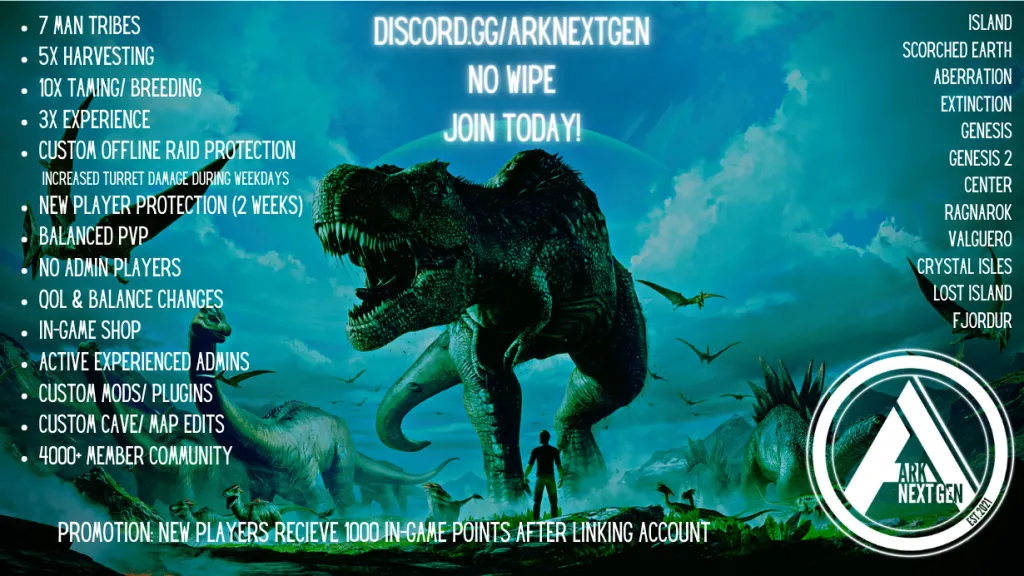 • 7 MAN TRIBES
• 5X HARVESTING
• 10X TAMING/ BREEDING
• 3X EXPERIENCE
• CUSTOM OFFLINE RAID PROTECTION
INCREASED TURRET DAMAGE DURING WEEKDAYS
• NEW PLAYER PROTECTION (2 WEEKS)
• BALANCED PVP
• NO ADMIN PLAYERS
• QOL & BALANCE CHANGES
• IN-GAME SHOP
• ACTIVE EXPERIENCED ADMINS
• CUSTOM MODS/ PLUGINS
• CUSTOM CAVE/ MAP EDITS
• 4000+ MEMBER COMMUNITY
DISCORD.GG/ARKNEXTGEN
NO WIPE
JOIN TODAY!
ISLAND
SCORCHED EARTH
ABERRATION
EXTINCTION
GENESIS
GENESIS 2
CENTER
RAGNAROK
VALGUERO
CRYSTAL ISLES
LOST ISLAND
FJORDUR
ARK
NEXT GEN
EST.2021
PROMOTION: NEW PLAYERS RECIEVE 1000 IN-GAME POINTS AFTER LINKING ACCOUNT